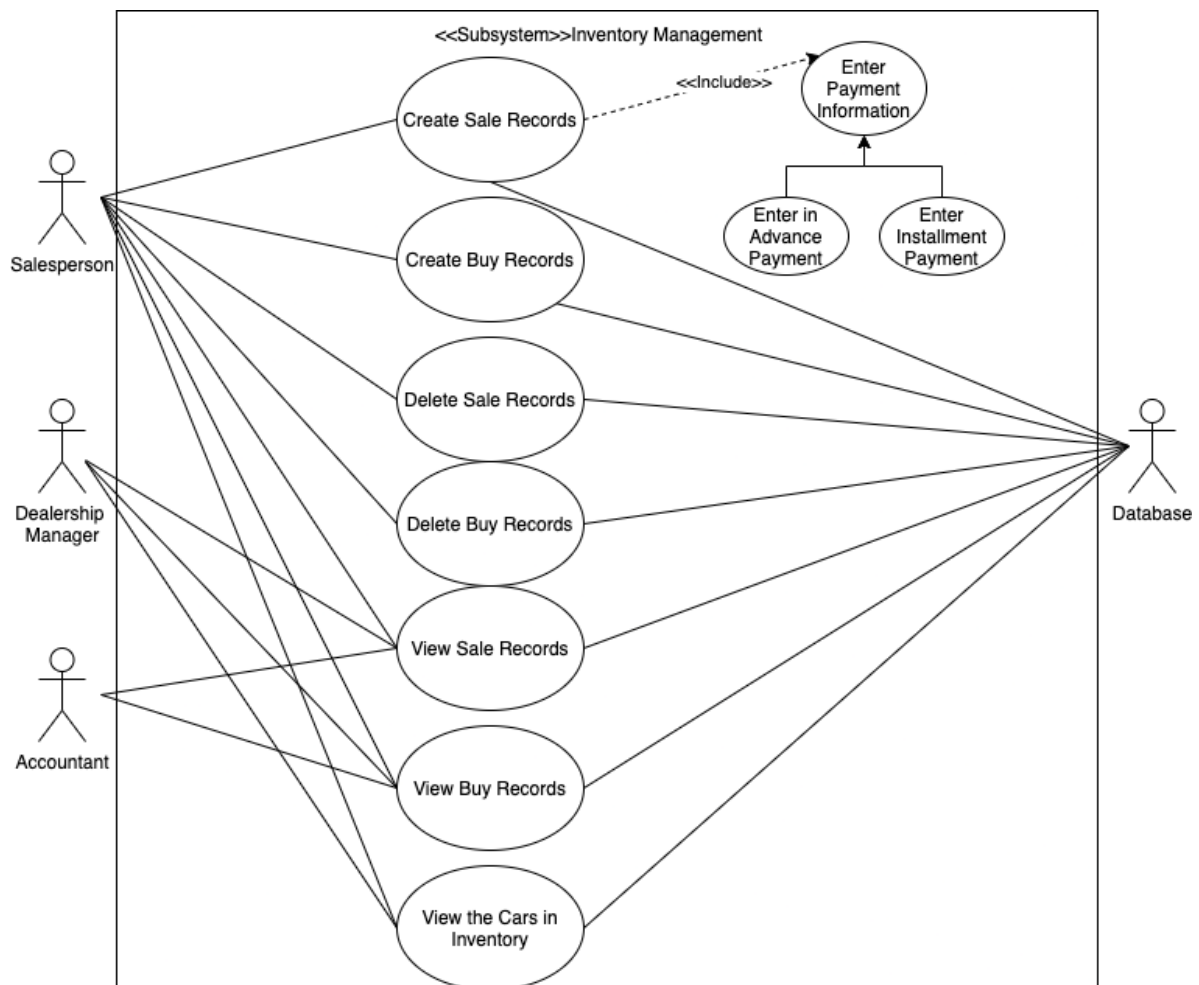 <<Subsystem>>Inventory Management
<<Include>>
Enter
Payment
Information
Create Sale Records
Enter in
Advance
Payment
Enter
Installment
Payment
Salesperson
Create Buy Records
Delete Sale Records
Dealership
Manager
Delete Buy Records
Database
View Sale Records
Accountant
View Buy Records
View the Cars in
Inventory